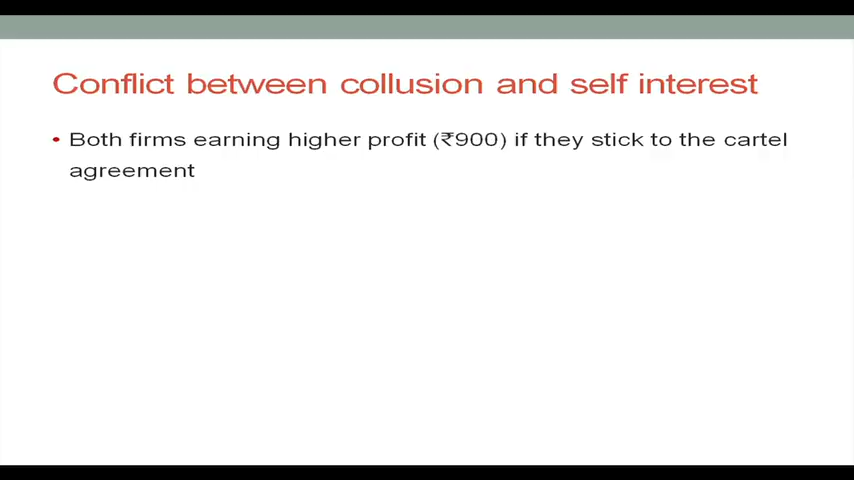 Conflict between collusion and self interest
• Both firms earning higher profit (₹900) if they stick to the cartel
agreement